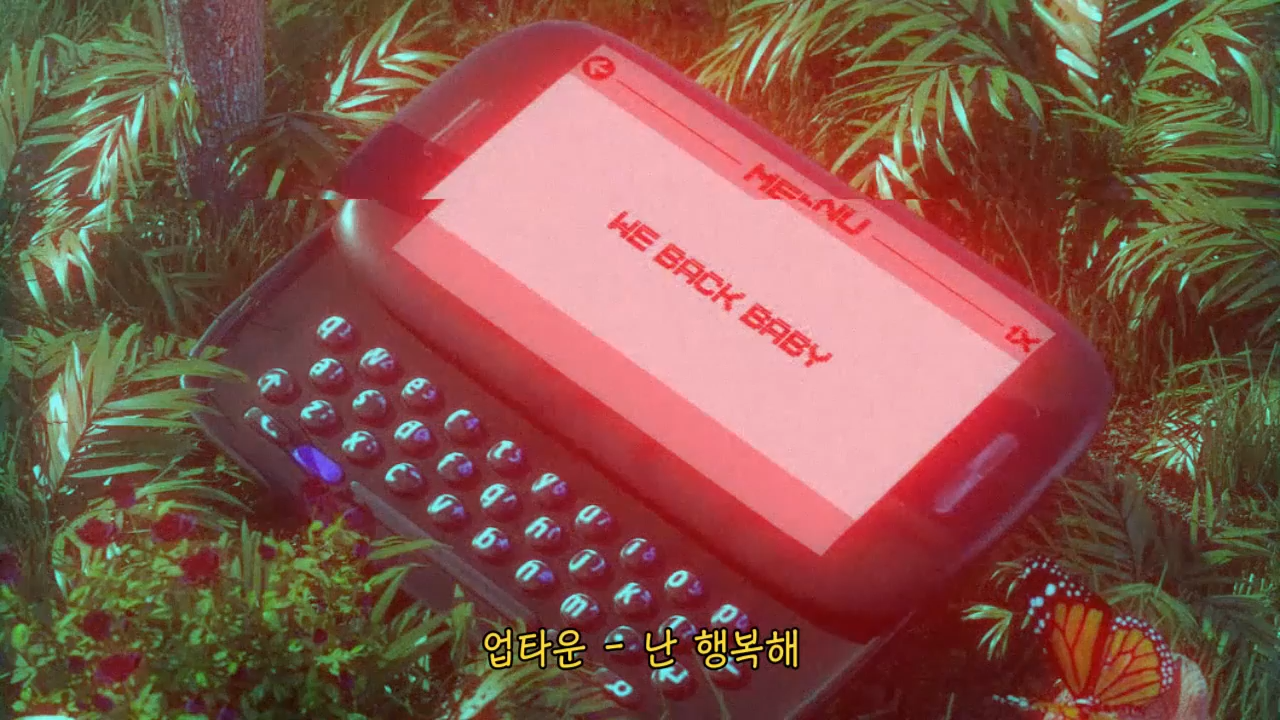 MENU
1X
WE BACK BABY
q w e r t y u i o p
a s d f g h j k l
z x c v b n m
업타운 - 난 행복해